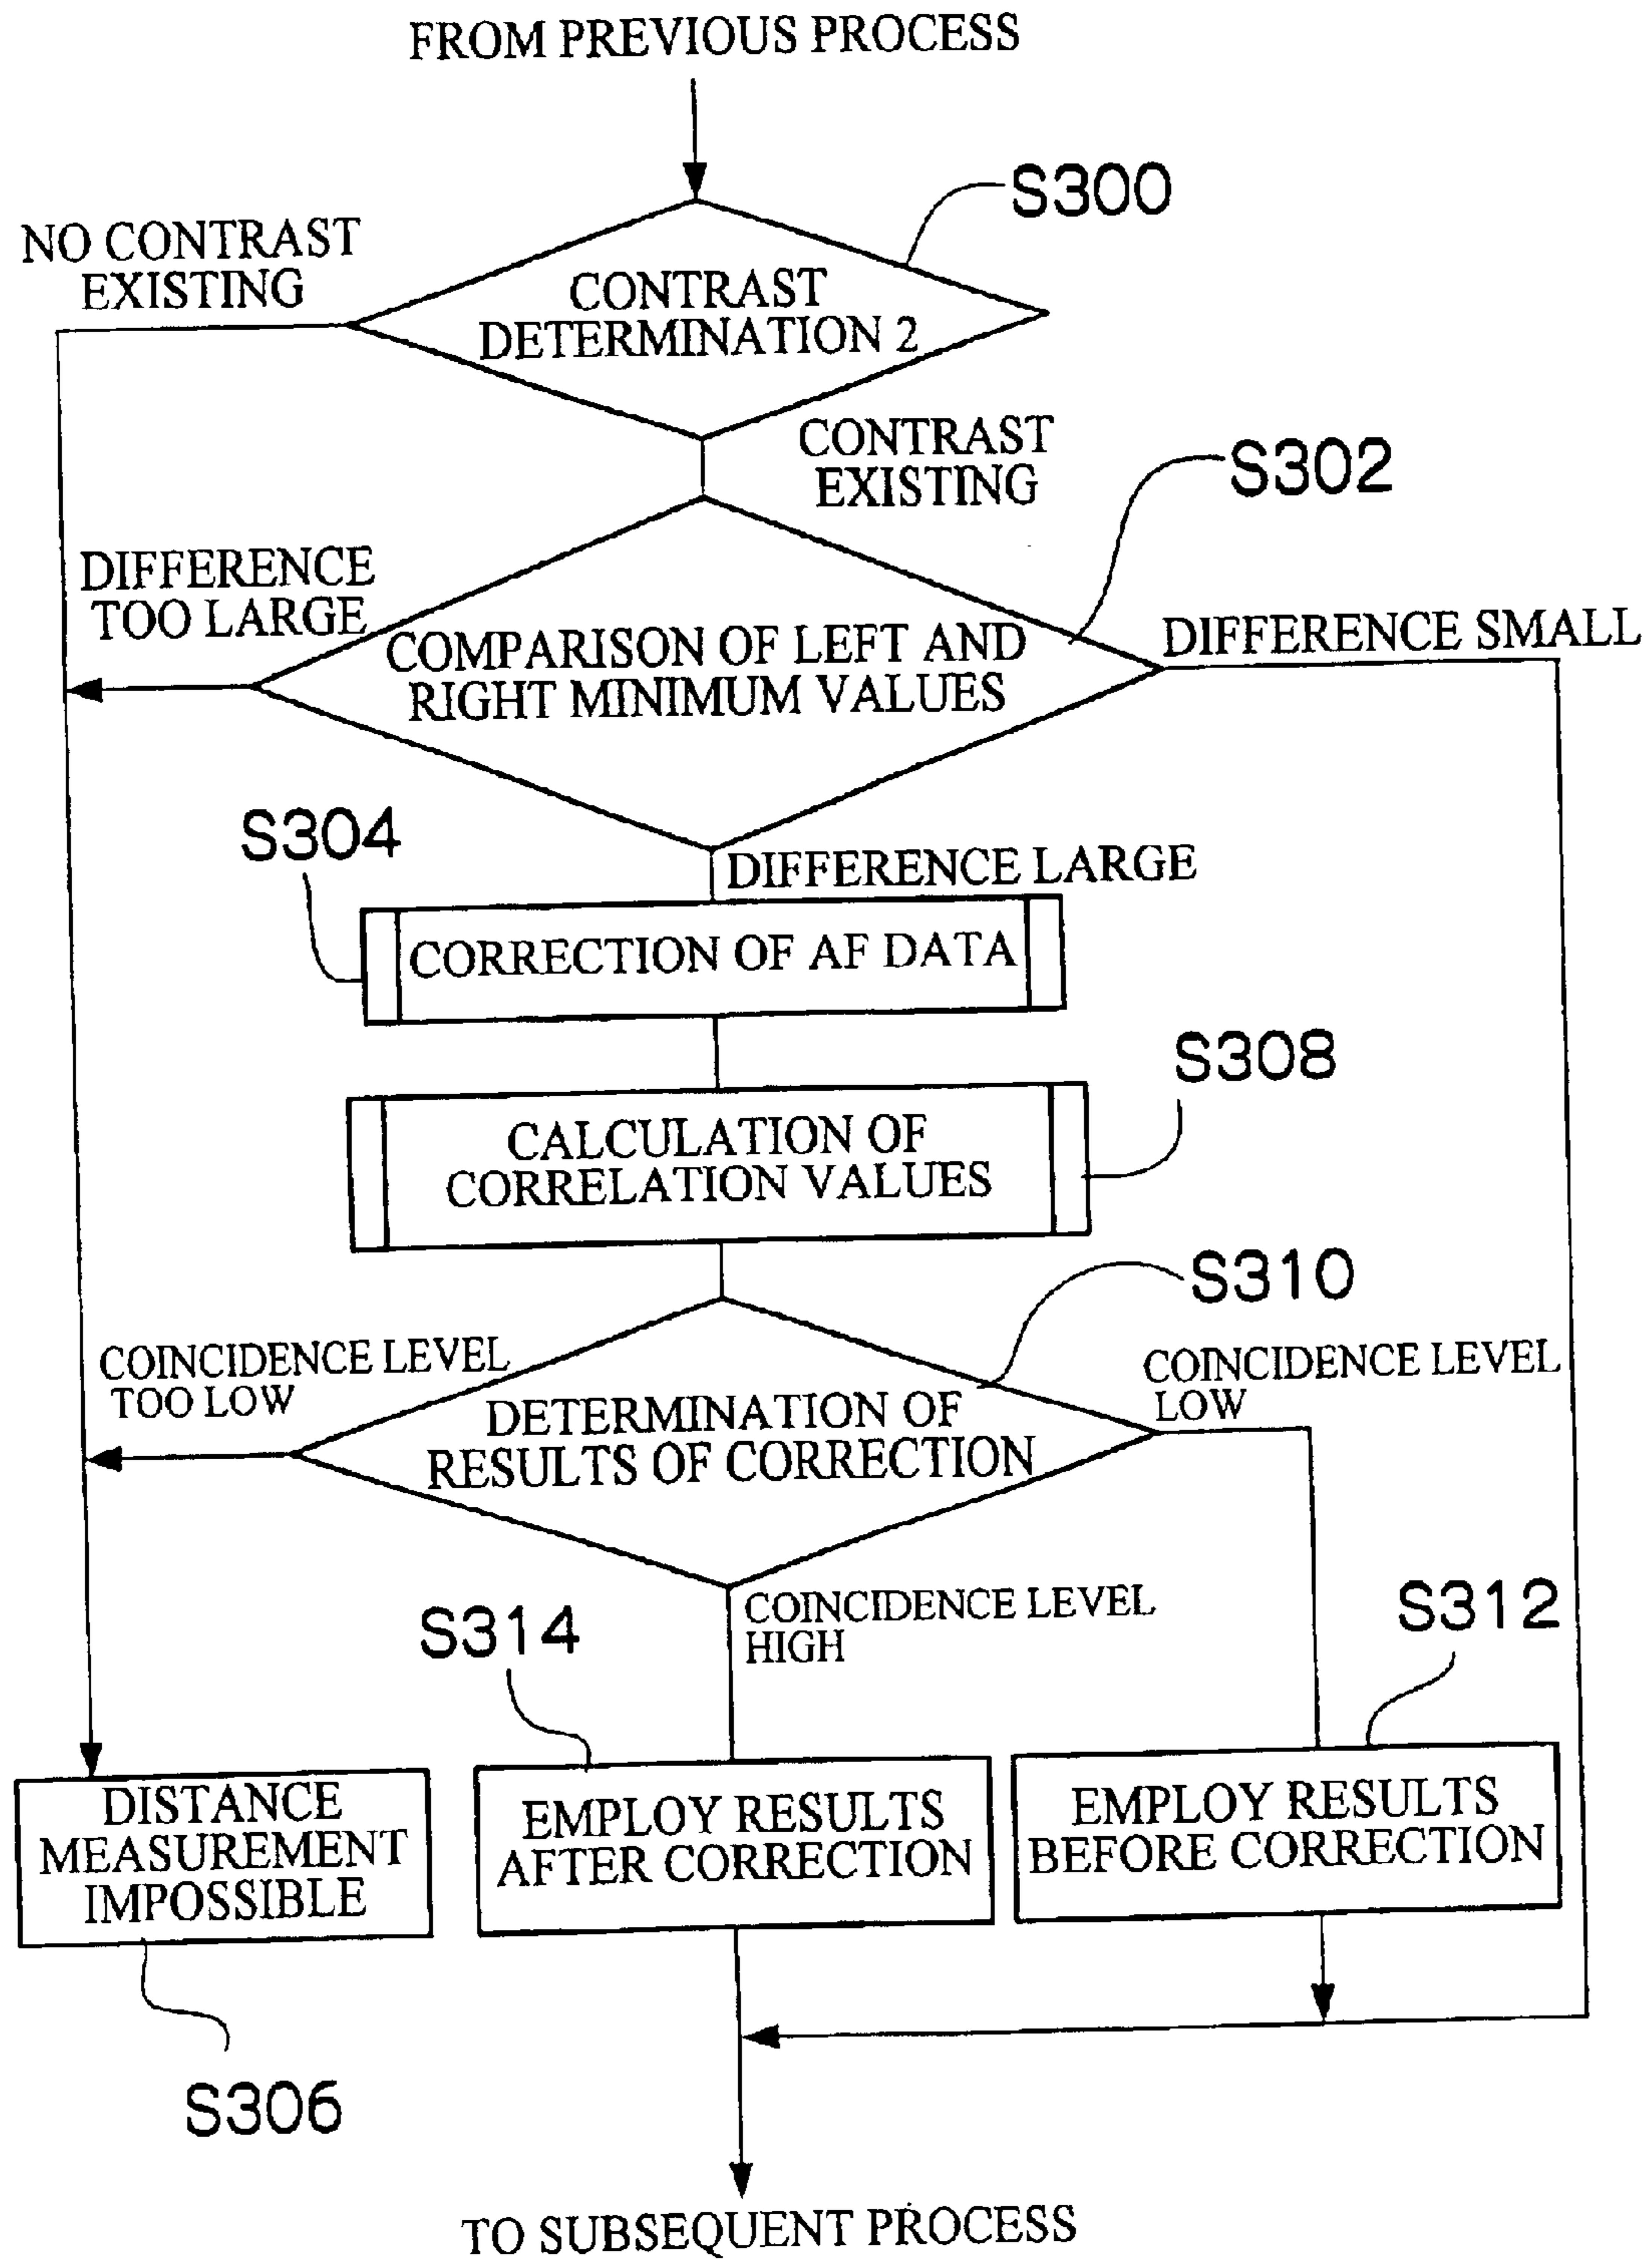 FROM PREVIOUS PROCESS
S300
NO CONTRAST
EXISTING
CONTRAST
DETERMINATION 2
CONTRAST
EXISTING
S302
DIFFERENCE
TOO LARGE
COMPARISON OF LEFT AND
RIGHT MINIMUM VALUES
DIFFERENCE SMALL
S304
DIFFERENCE LARGE
CORRECTION OF AF DATA
S308
CALCULATION OF
CORRELATION VALUES
S310
COINCIDENCE LEVEL
TOO LOW
DETERMINATION OF
RESULTS OF CORRECTION
COINCIDENCE LEVEL
LOW
S314
COINCIDENCE LEVEL
HIGH
S312
DISTANCE
MEASUREMENT
IMPOSSIBLE
EMPLOY RESULTS
AFTER CORRECTION
EMPLOY RESULTS
BEFORE CORRECTION
S306
TO SUBSEQUENT PROCESS